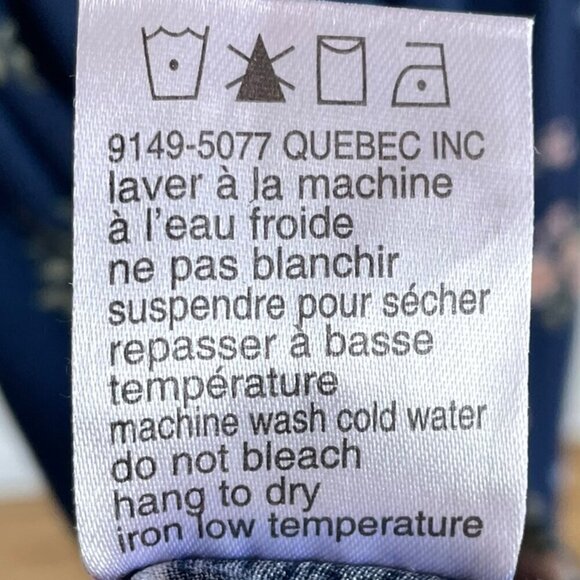 9149-5077 QUEBEC INC
laver à la machine
à l'eau froide
ne pas blanchir
suspendre pour sécher
repasser à basse
température
machine wash cold water
do not bleach
hang to dry
iron low temperature